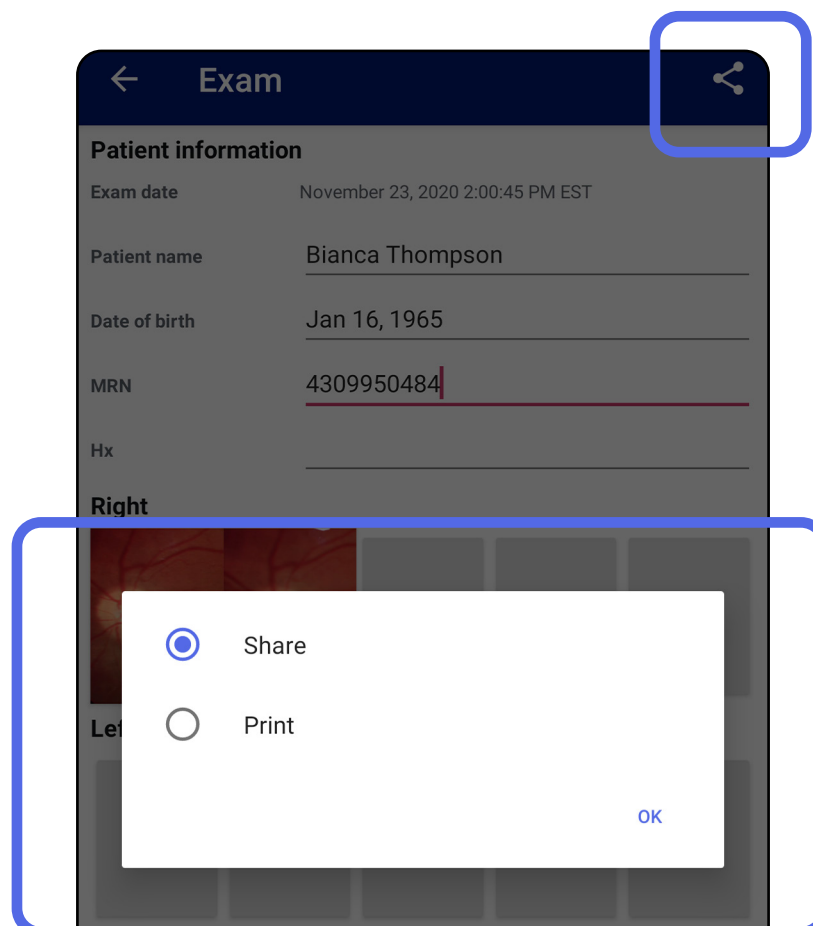 Exam
Patient information
Exam date November 23, 2020 2:00:45 PM EST
Patient name Bianca Thompson
Date of birth Jan 16, 1965
MRN 4309950484
Hx
Right
Share
Print
OK